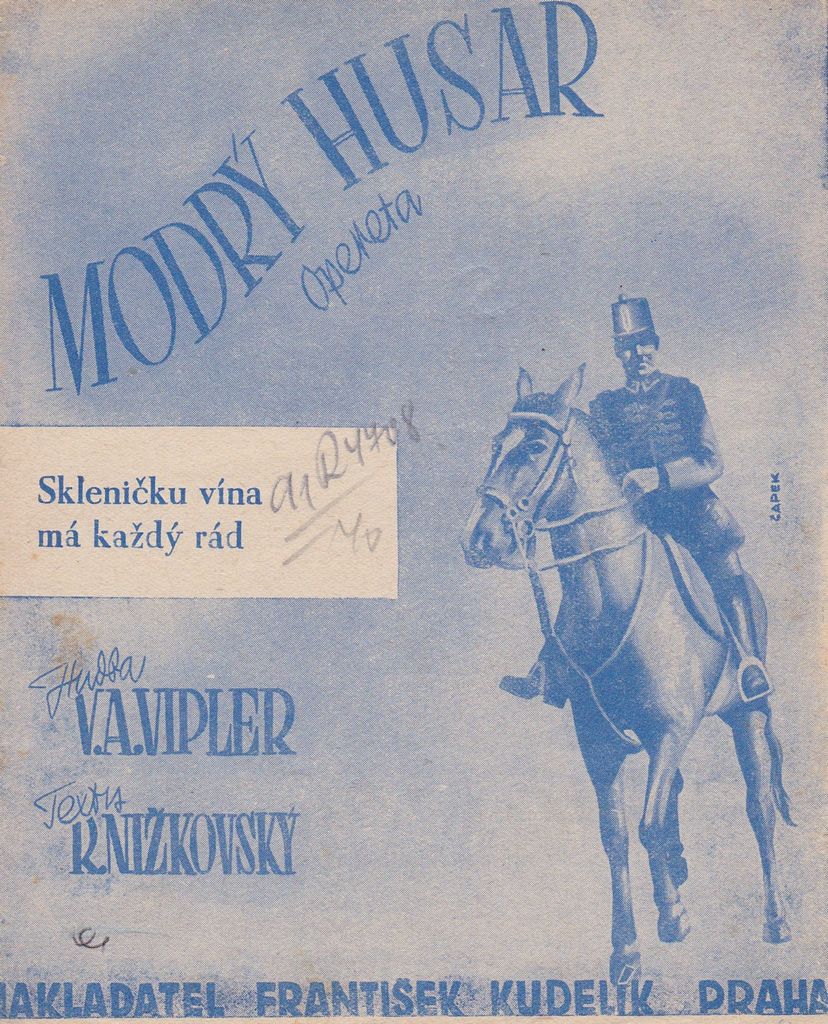 MODRÝ HUSAR
opereta
Skleničku vína
má každý rád
ČAPEK
Hudba
V.A.VIPLER
Texty
R.NIŽKOVSKÝ
NAKLADATEL FRANTIŠEK KUDELÍK PRAHA